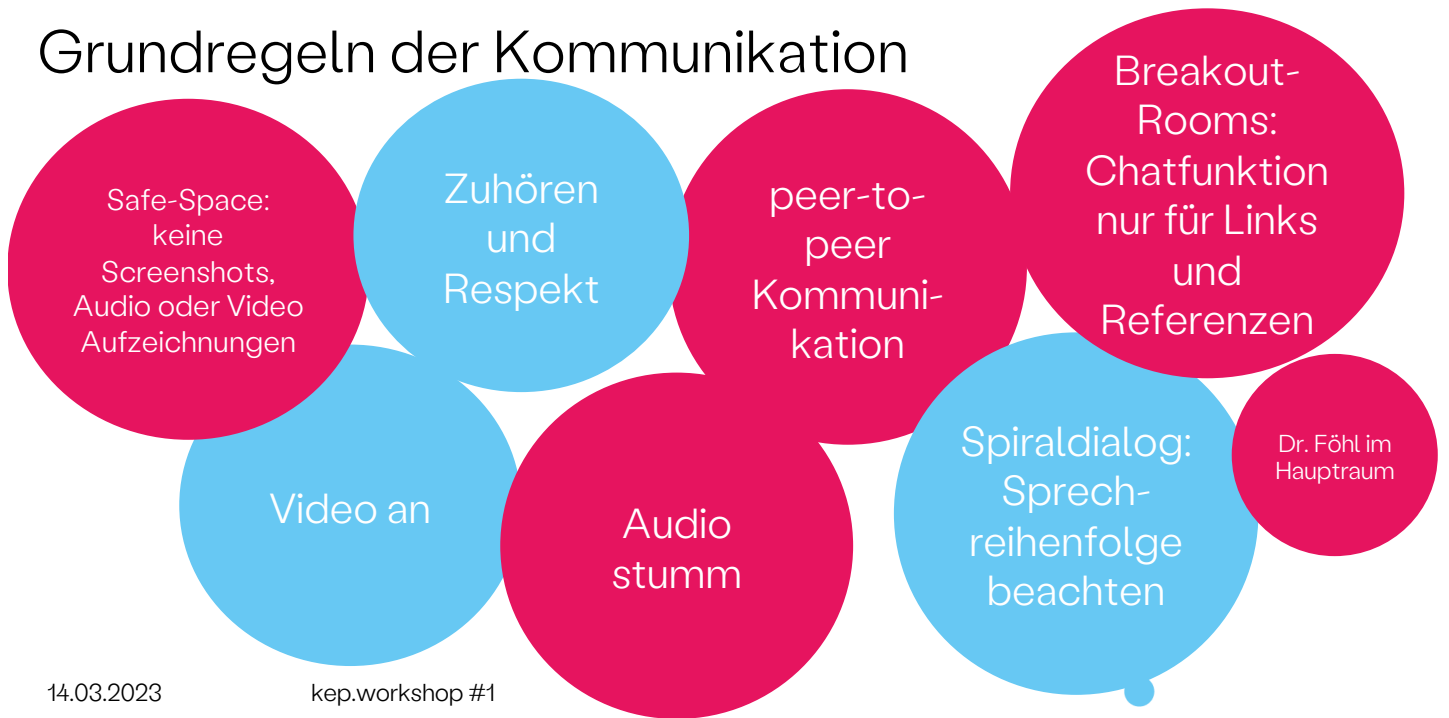 Grundregeln der Kommunikation
Safe-Space:
keine
Screenshots,
Audio oder Video
Aufzeichnungen
Zuhören
und
Respekt
peer-to-
peer
Kommuni-
kation
Breakout-
Rooms:
Chatfunktion
nur für Links
und
Referenzen
Video an
Audio
stumm
Spiraldialog:
Sprech-
reihenfolge
beachten
Dr. Föhl im
Hauptraum
14.03.2023
kep.workshop #1